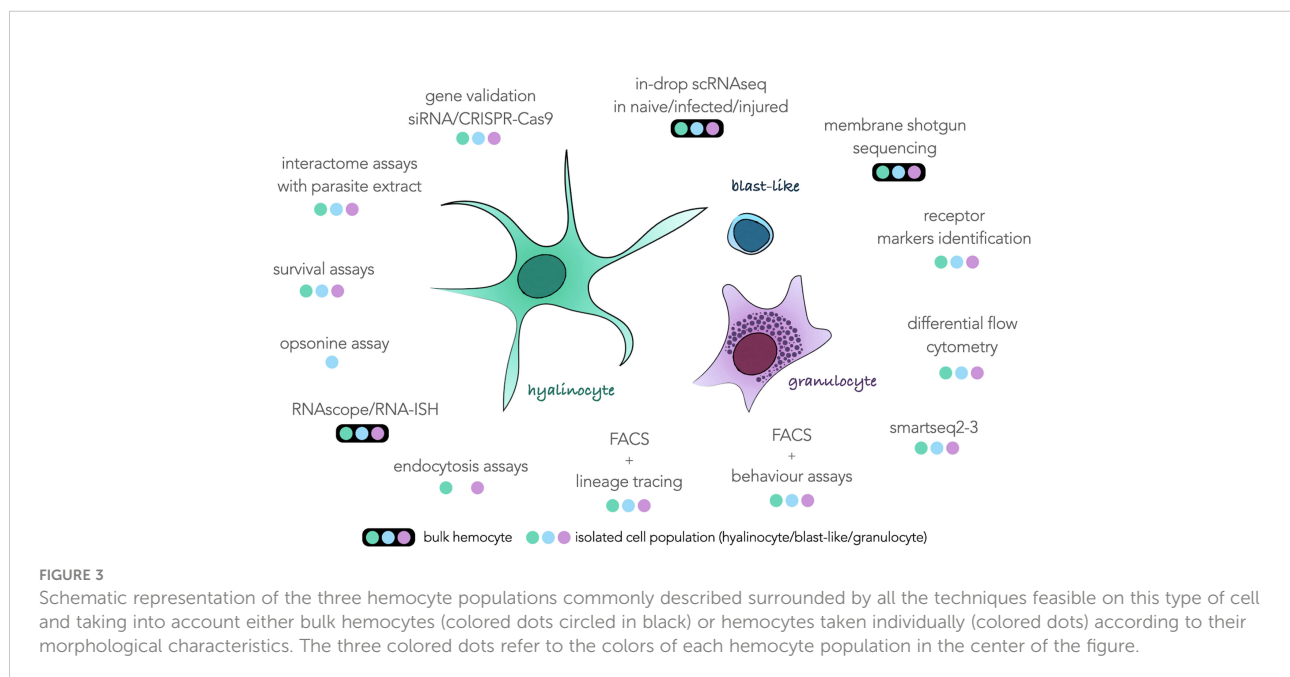 gene validation
siRNA/CRISPR-Cas9
in-drop scRNAseq
in naive/infected/injured
membrane shotgun
sequencing
interactome assays
with parasite extract
blast-like
receptor
markers identification
survival assays
differential flow
cytometry
opsonine assay
hyalinocyte
granulocyte
RNAscope/RNA-ISH
smartseq2-3
endocytosis assays
FACS
+
lineage tracing
FACS
+
behaviour assays
bulk hemocyte
isolated cell population (hyalinocyte/blast-like/granulocyte)
FIGURE 3
Schematic representation of the three hemocyte populations commonly described surrounded by all the techniques feasible on this type of cell
and taking into account either bulk hemocytes (colored dots circled in black) or hemocytes taken individually (colored dots) according to their
morphological characteristics. The three colored dots refer to the colors of each hemocyte population in the center of the figure.